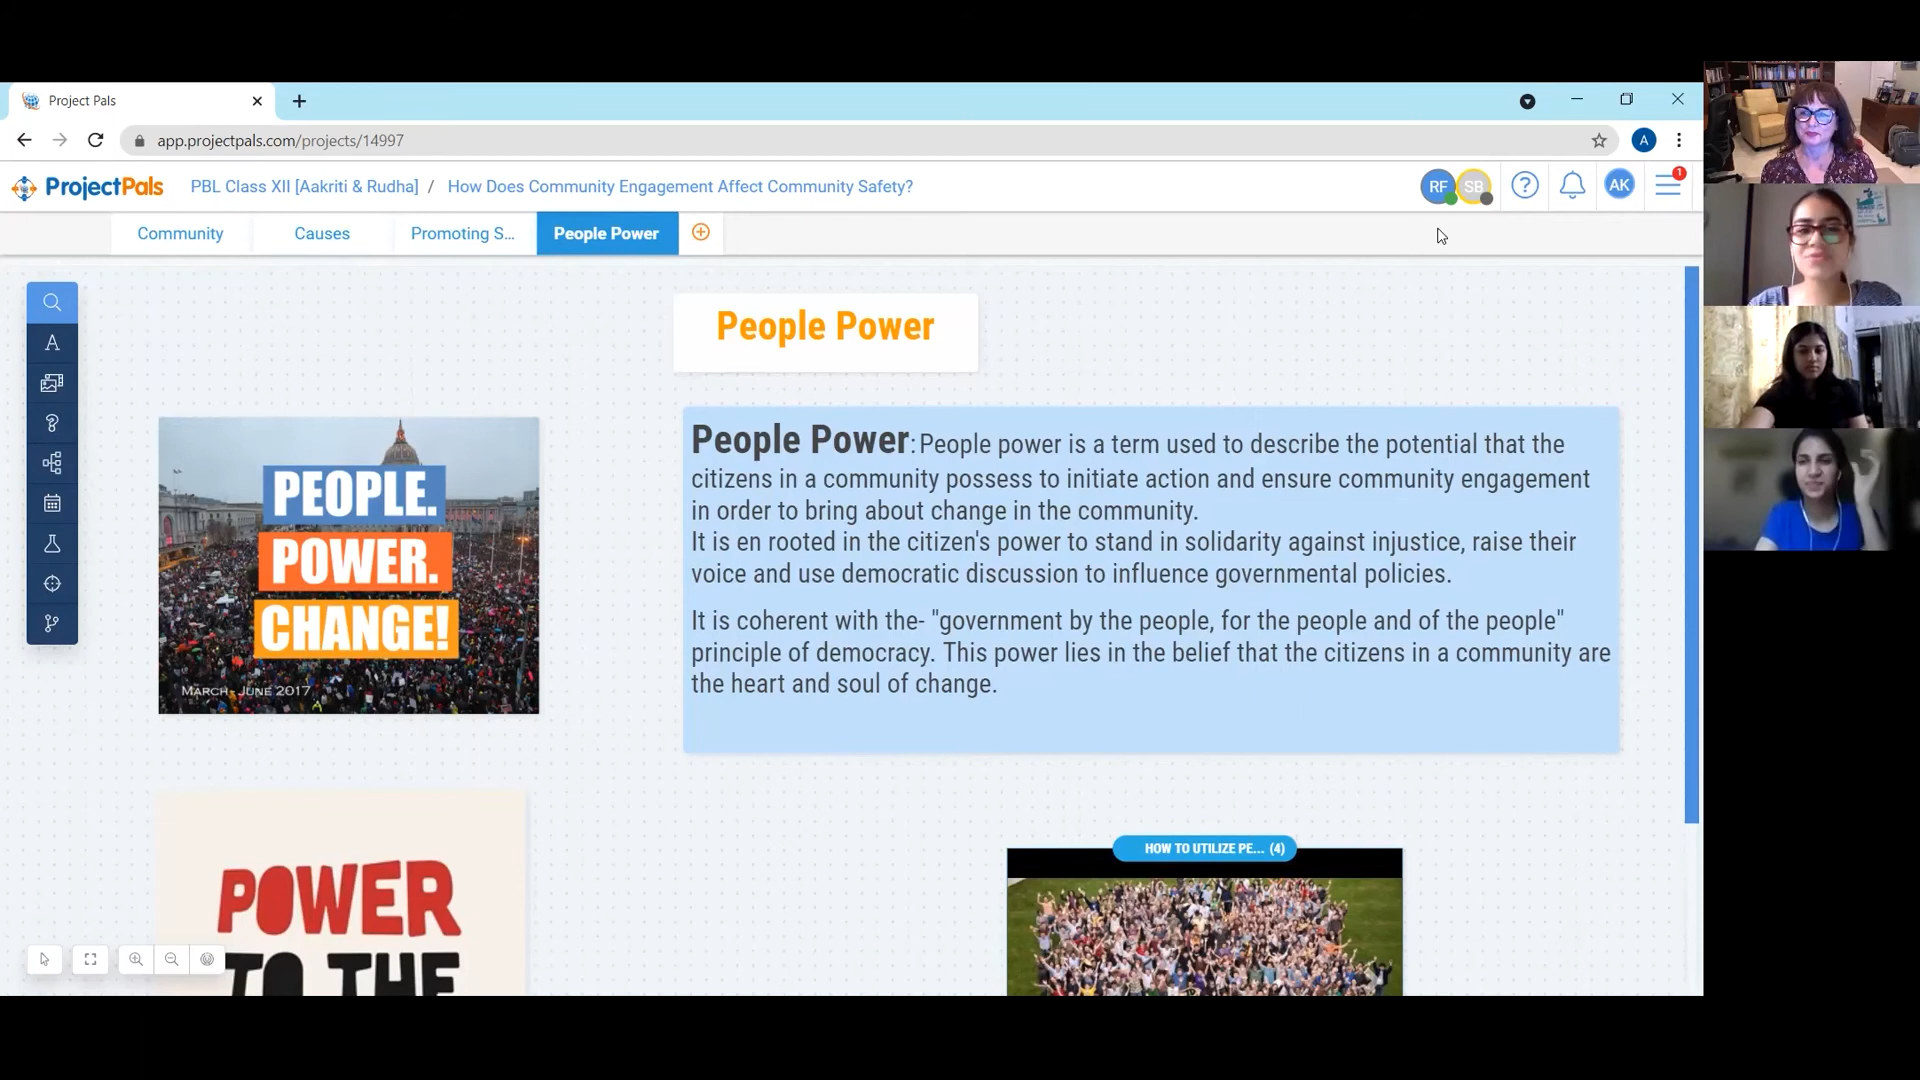 Project Pals
app.projectpals.com/projects/14997
A
ProjectPals
PBL Class XII [Aakriti & Rudha] / How Does Community Engagement Affect Community Safety?
RF
SB
AK
1
Community
Causes
Promoting S...
People Power
People Power
PEOPLE.
POWER.
CHANGE!
MARCH - JUNE 2017
People Power: People power is a term used to describe the potential that the
citizens in a community possess to initiate action and ensure community engagement
in order to bring about change in the community.
It is en rooted in the citizen's power to stand in solidarity against injustice, raise their
voice and use democratic discussion to influence governmental policies.
It is coherent with the- "government by the people, for the people and of the people"
principle of democracy. This power lies in the belief that the citizens in a community are
the heart and soul of change.
POWER
TO THE
HOW TO UTILIZE PE... (4)